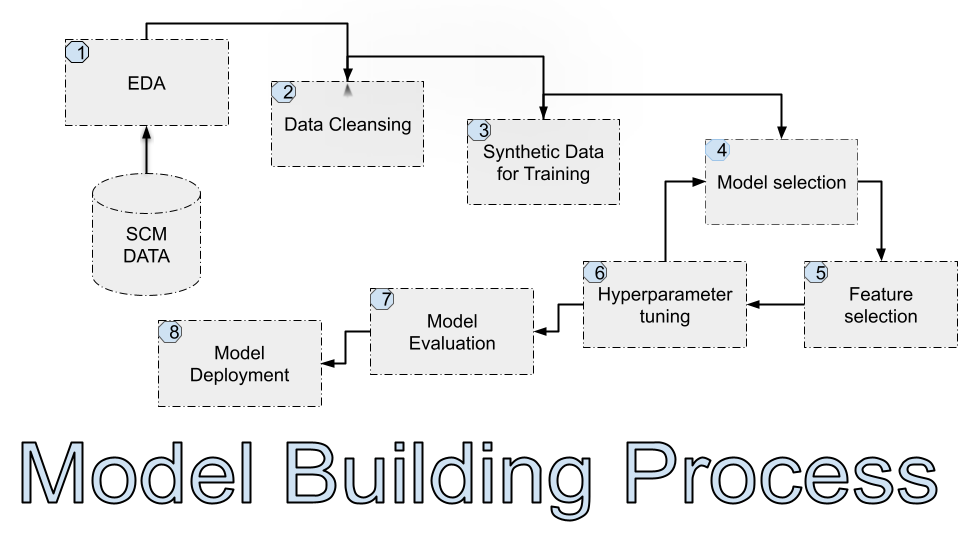 1
EDA
2
Data Cleansing
3
Synthetic Data
for Training
4
Model selection
SCM
DATA
5
Feature
selection
6
Hyperparameter
tuning
7
Model
Evaluation
8
Model
Deployment
Model Building Process